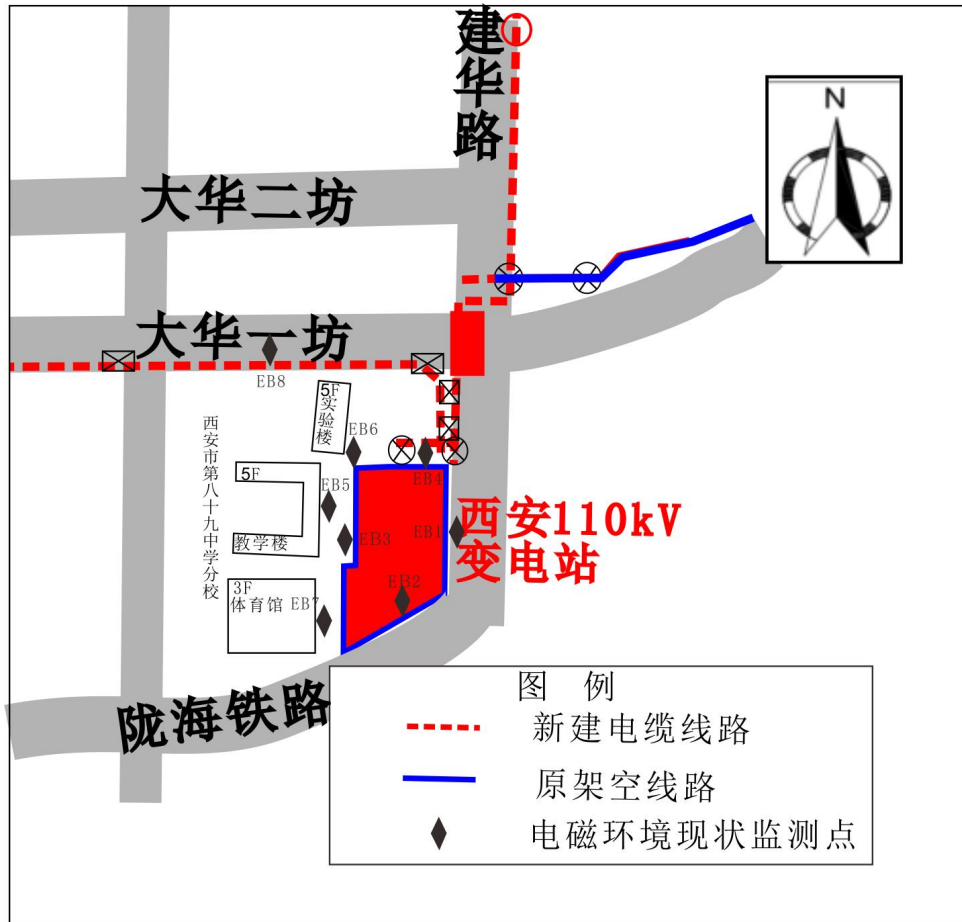 建华路
N
大华二坊
大华一坊
EB8
5F
实验楼
EB6
西安市第八十九中学分校
5F
EB4
EB5
西安110kV
EB1
变电站
教学楼
EB3
EB2
3F
体育馆
EB7
陇海铁路
图 例
新建电缆线路
原架空线路
电磁环境现状监测点